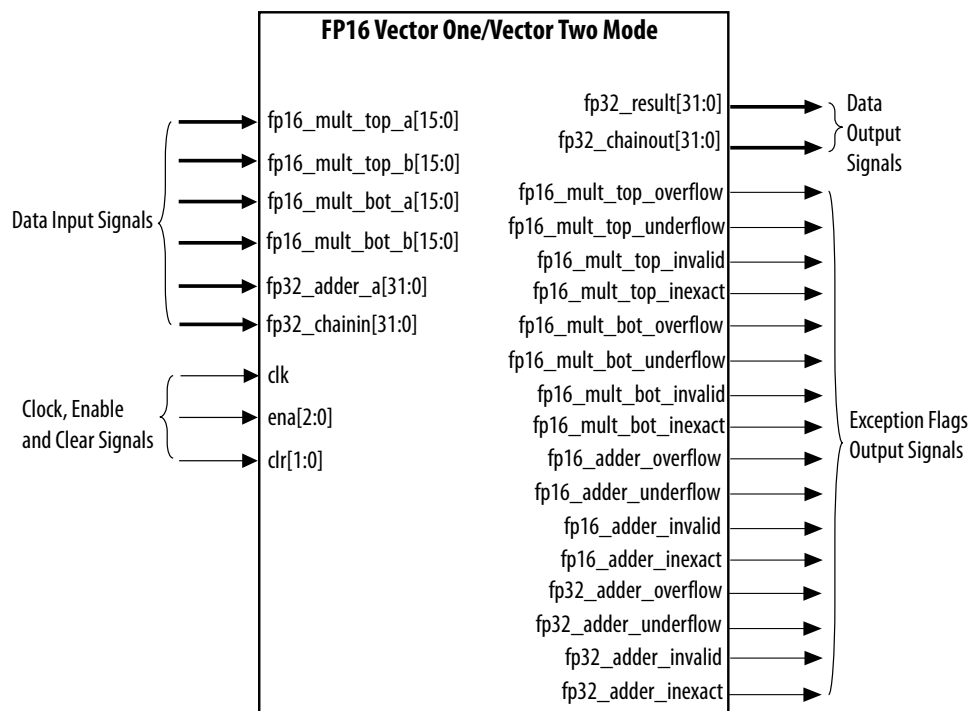 FP16 Vector One/Vector Two Mode
Data Input Signals
fp16_mult_top_a[15:0]
fp16_mult_top_b[15:0]
fp16_mult_bot_a[15:0]
fp16_mult_bot_b[15:0]
fp32_adder_a[31:0]
fp32_chainin[31:0]
Clock, Enable
and Clear Signals
clk
ena[2:0]
clr[1:0]
fp32_result[31:0]
fp32_chainout[31:0]
Data
Output
Signals
fp16_mult_top_overflow
fp16_mult_top_underflow
fp16_mult_top_invalid
fp16_mult_top_inexact
fp16_mult_bot_overflow
fp16_mult_bot_underflow
fp16_mult_bot_invalid
fp16_mult_bot_inexact
fp16_adder_overflow
fp16_adder_underflow
fp16_adder_invalid
fp16_adder_inexact
fp32_adder_overflow
fp32_adder_underflow
fp32_adder_invalid
fp32_adder_inexact
Exception Flags
Output Signals